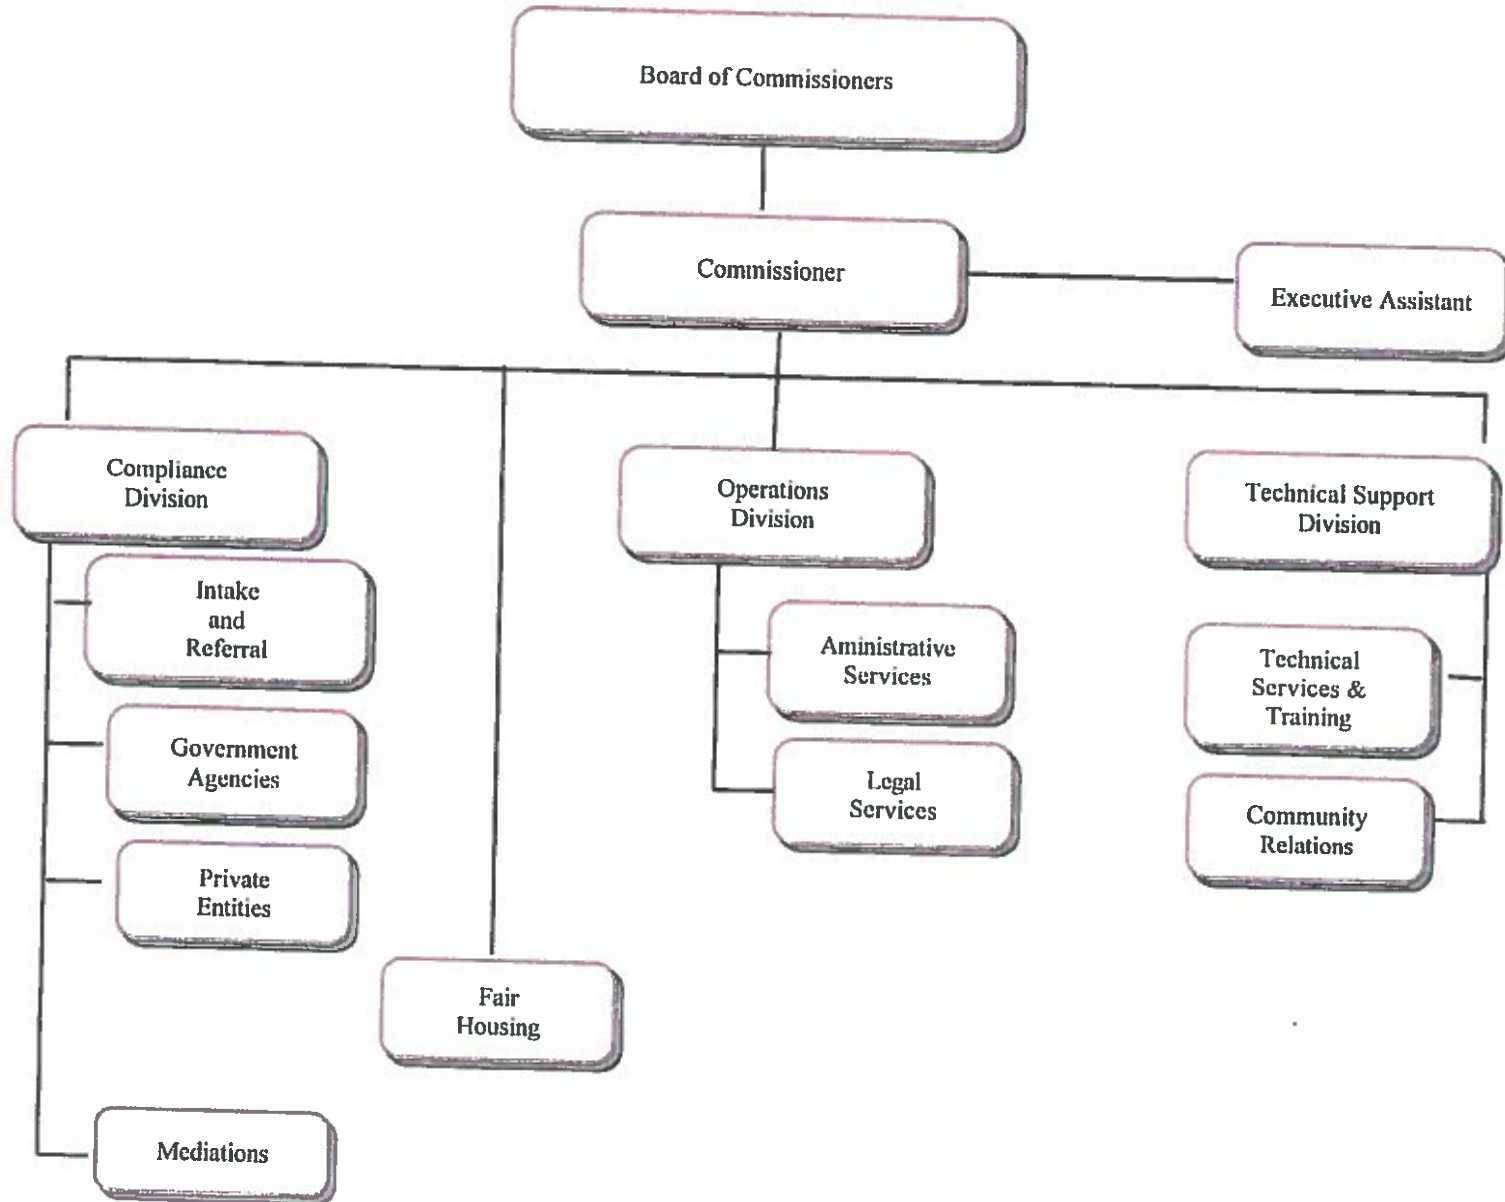 Board of Commissioners
Commissioner
Executive Assistant
Compliance
Division
Operations
Division
Technical Support
Division
Intake
and
Referral
Aministrative
Services
Technical
Services &
Training
Government
Agencies
Legal
Services
Community
Relations
Private
Entities
Fair
Housing
Mediations